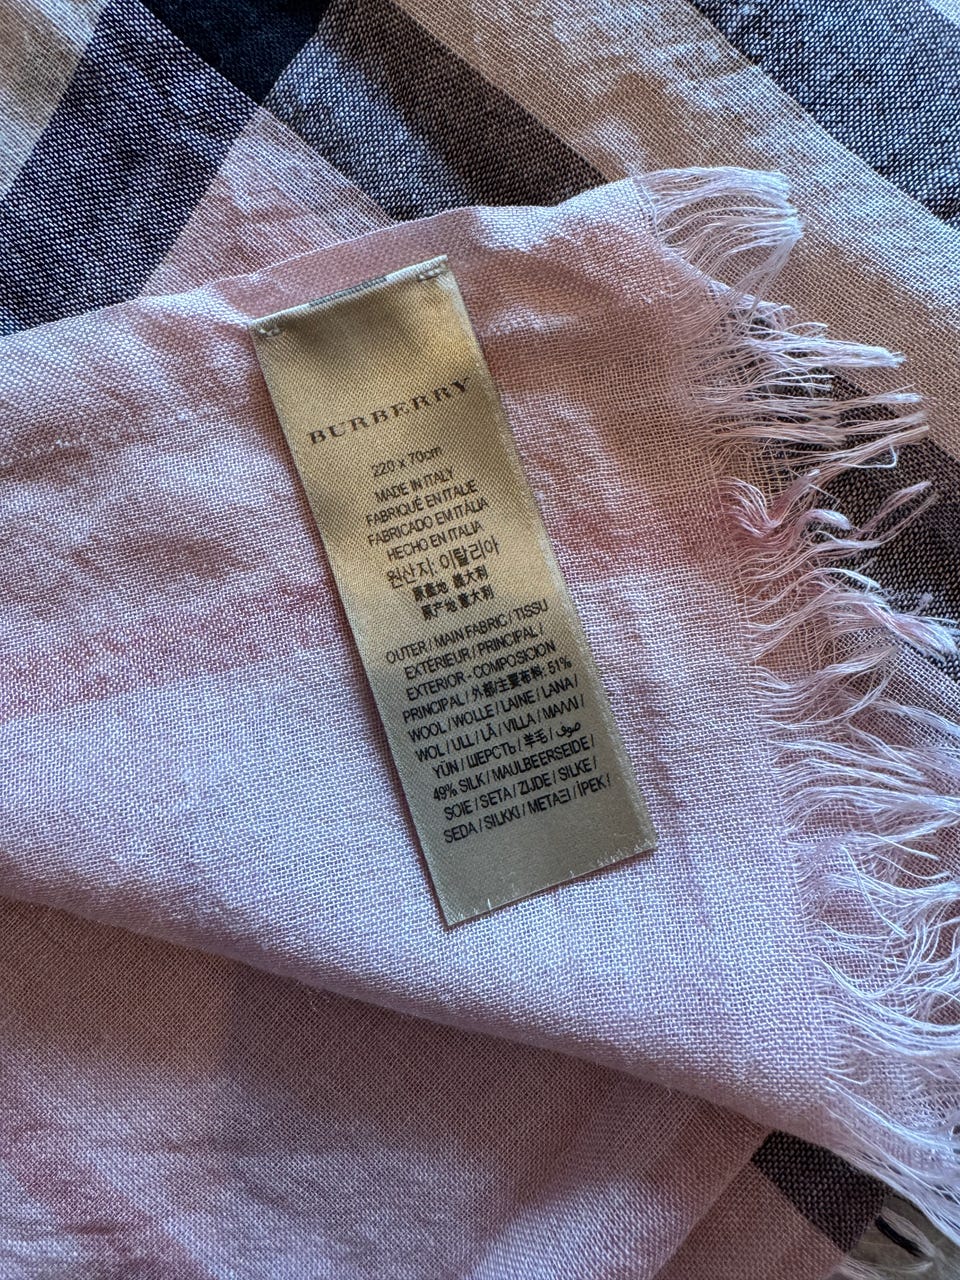 BURBERRY
220 x 70cm
MADE IN ITALY
FABRIQUÉ EN ITALIE
FABRICADO EM ITÁLIA
HECHO EN ITALIA
원산지: 이탈리아
原產地: 義大利
原产地: 意大利
OUTER / MAIN FABRIC / TISSU
EXTÉRIEUR / PRINCIPAL /
EXTERIOR - COMPOSICION
PRINCIPAL / 外部/主要布料: 51%
WOOL / WOLLE / LAINE / LANA /
WOL / ULL / LÃ / VILLA / ΜΑΛΛΙ /
YÜN / ШЕРСТЬ / 羊毛 / صوف
49% SILK / MAULBEERSEIDE /
SOIE / SETA / ZIJDE / SILKE /
SEDA / SILKKI / ΜΕΤΑΞΙ / İPEK /